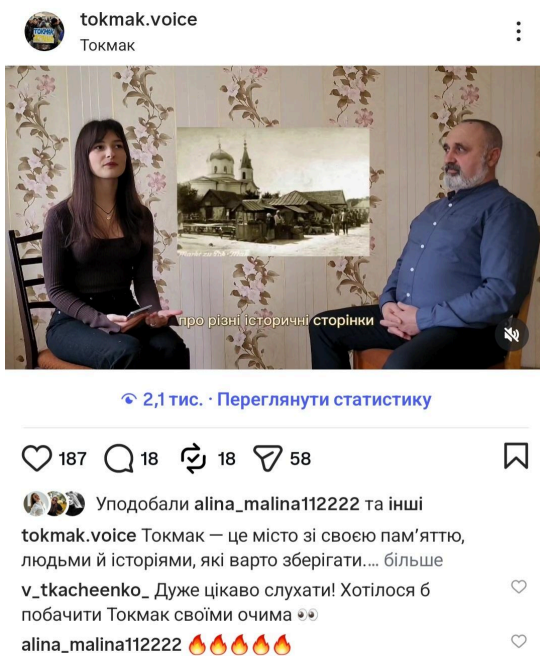 tokmak.voice
Токмак
про різні історичні сторінки
2,1 тис. · Переглянути статистику
187 18 18 58
Уподобали alina_malina112222 та інші
tokmak.voice Токмак — це місто зі своєю пам’яттю,
людьми й історіями, які варто зберігати.... більше
v_tkacheenko_ Дуже цікаво слухати! Хотілося б
побачити Токмак своїми очима 👀
alina_malina112222 🔥🔥🔥🔥🔥